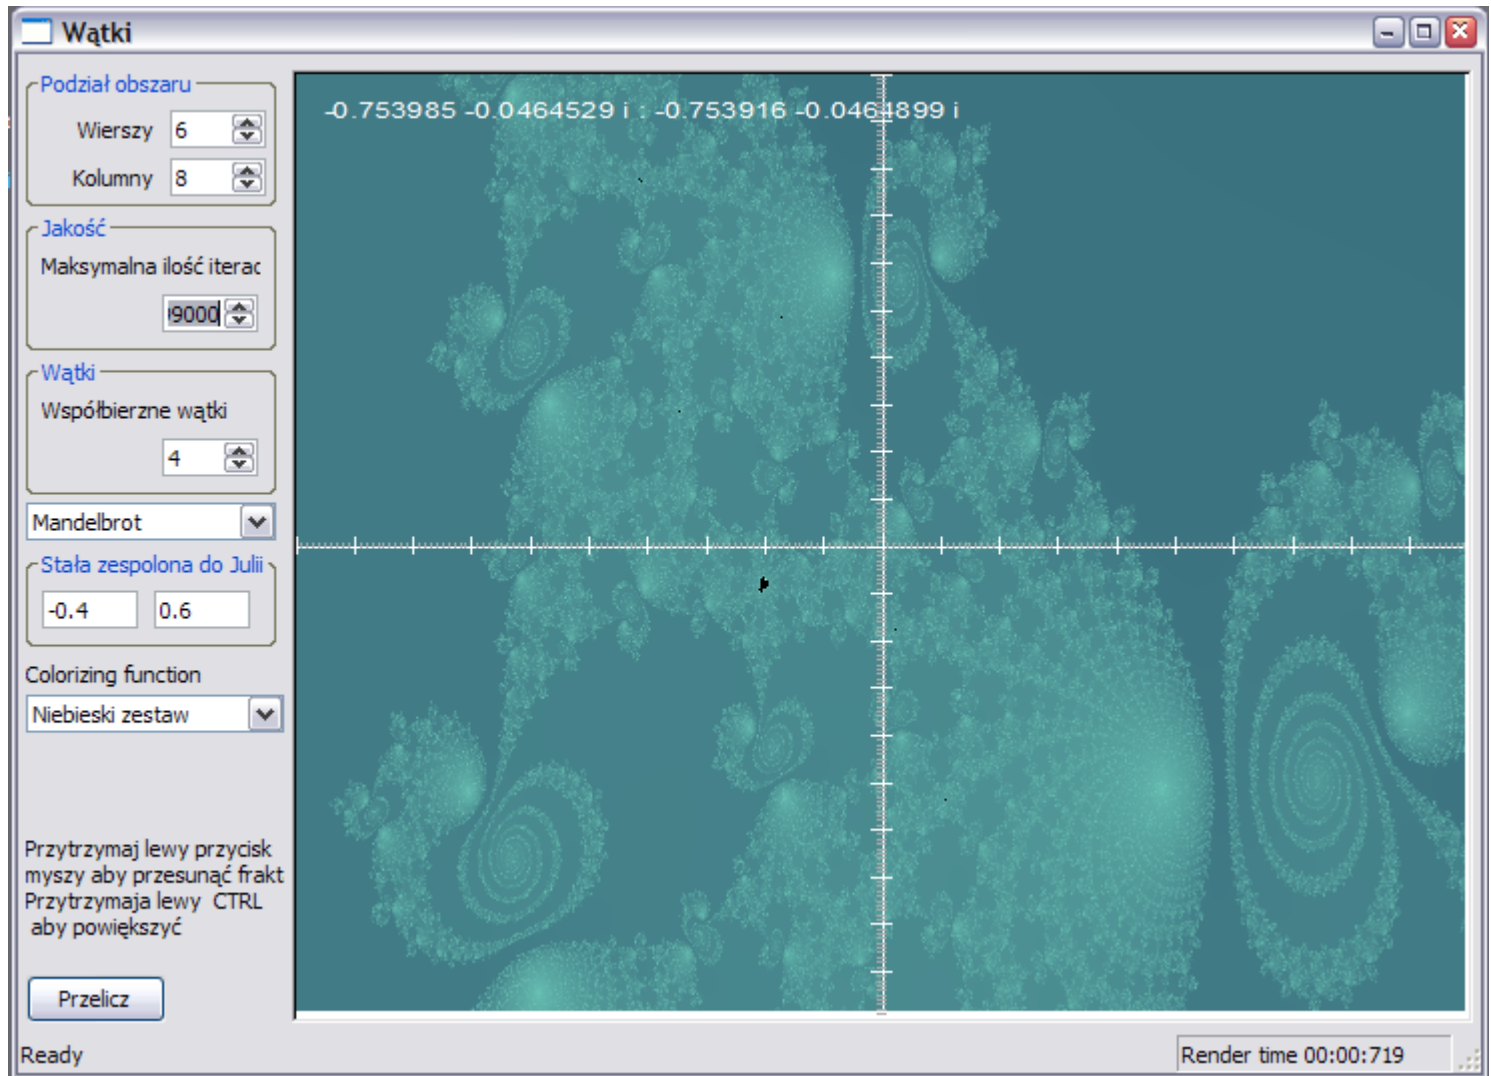 Wątki
Podział obszaru
Wierszy 6
Kolumny 8
Jakość
Maksymalna ilość iterac
9000
Wątki
Współbierzne wątki
4
Mandelbrot
Stała zespolona do Julii
-0.4 0.6
Colorizing function
Niebieski zestaw
Przytrzymaj lewy przycisk
myszy aby przesunąć frakt
Przytrzymaja lewy CTRL
aby powiększyć
Przelicz
-0.753985 -0.0464529 i : -0.753916 -0.0464899 i
Ready
Render time 00:00:719